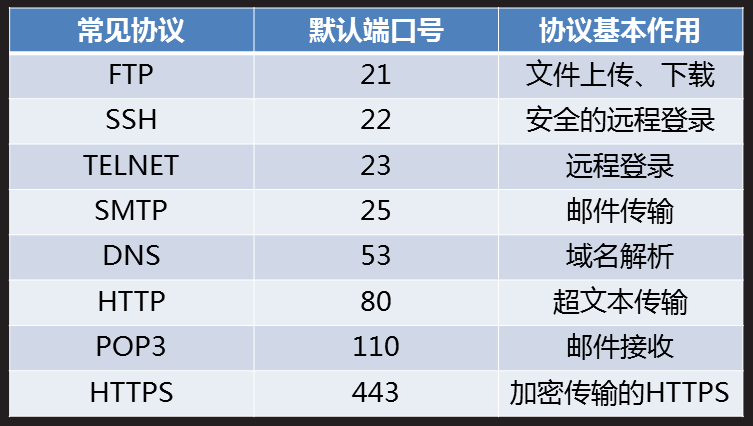 常见协议 默认端口号 协议基本作用
FTP 21 文件上传、下载
SSH 22 安全的远程登录
TELNET 23 远程登录
SMTP 25 邮件传输
DNS 53 域名解析
HTTP 80 超文本传输
POP3 110 邮件接收
HTTPS 443 加密传输的HTTPS